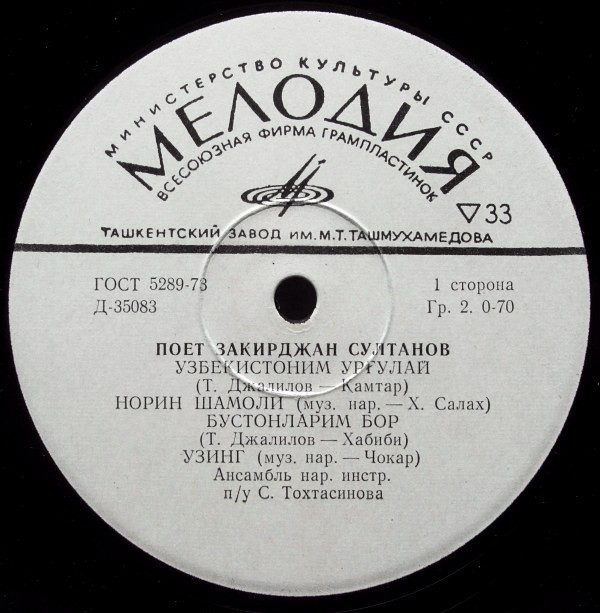 МИНИСТЕРСТВО КУЛЬТУРЫ СССР
МЕЛОДИЯ
ВСЕСОЮЗНАЯ ФИРМА ГРАМПЛАСТИНОК
▽33
ТАШКЕНТСКИЙ ЗАВОД ИМ. М.Т. ТАШМУХАМЕДОВА
ГОСТ 5289-73
1 сторона
Д-35083
Гр. 2. 0-70
ПОЕТ ЗАКИРДЖАН СУЛТАНОВ
УЗБЕКИСТОНИМ УРГУЛАЙ
(Т. Джалилов — Камтар)
НОРИН ШАМОЛИ (муз. нар. — Х. Салах)
БУСТОНЛАРИМ БОР
(Т. Джалилов — Хабиби)
УЗИНГ (муз. нар. — Чокар)
Ансамбль нар. инстр.
п/у С. Тохтасинова